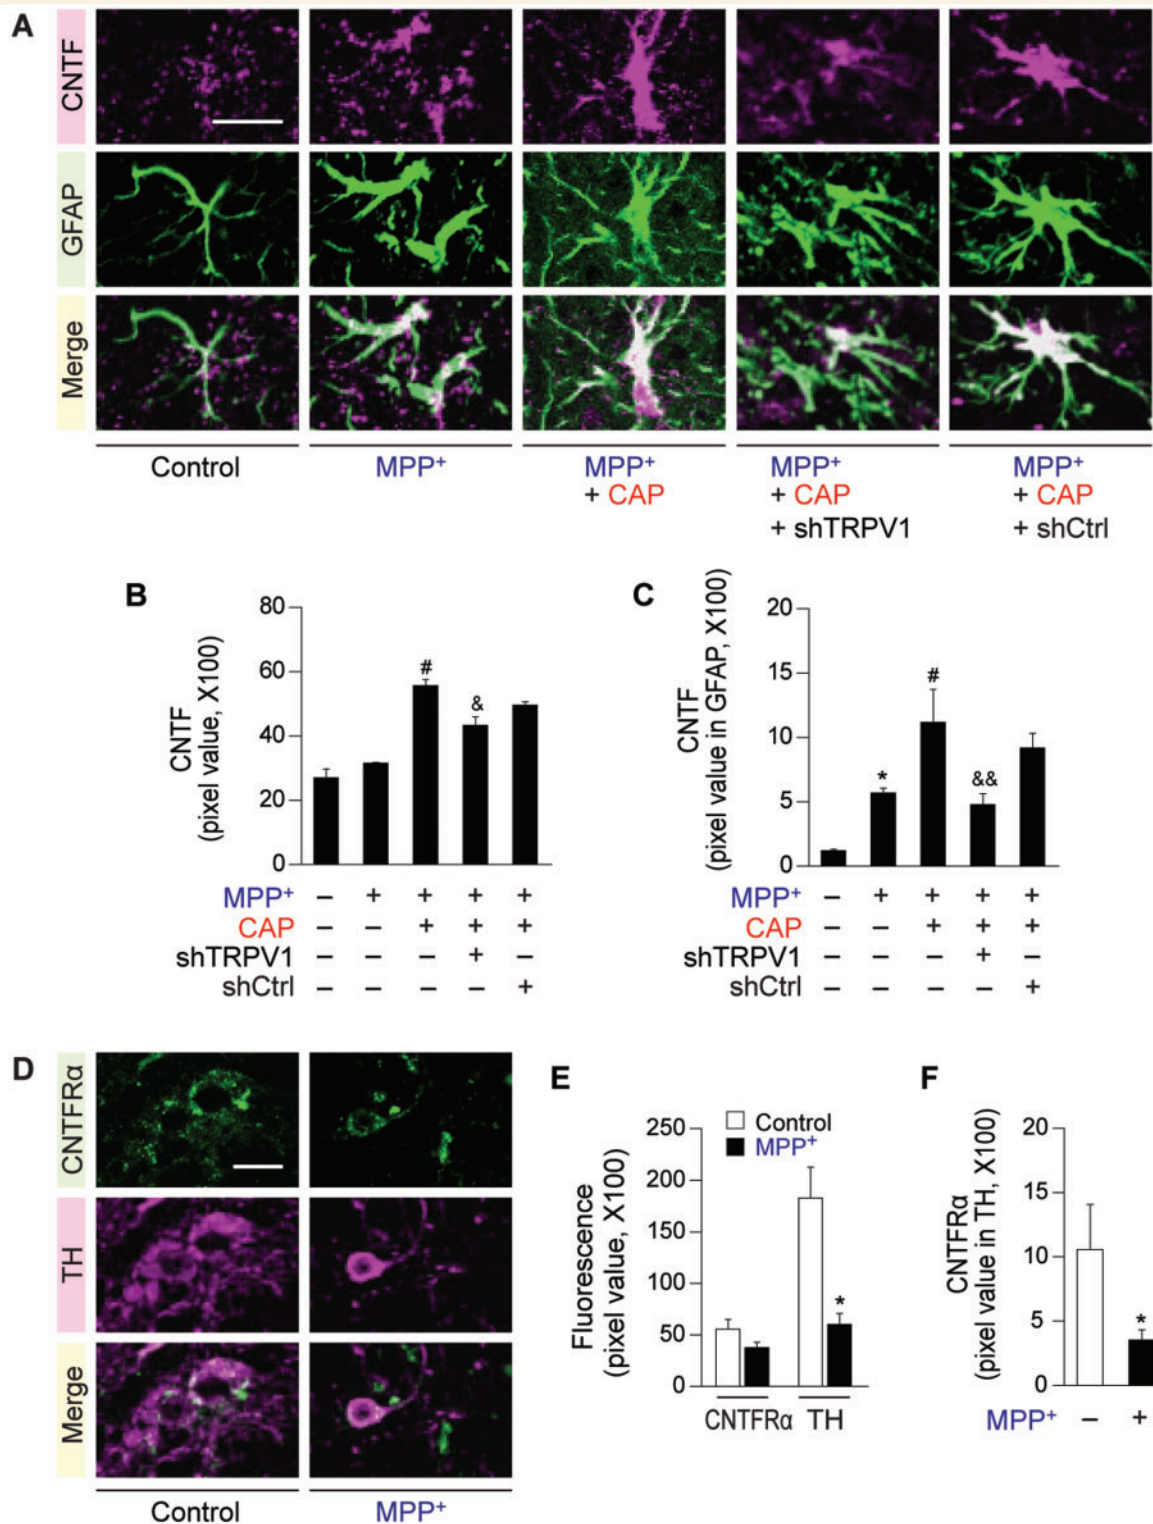 A
CNTF
GFAP
Merge
Control
MPP⁺
MPP⁺
+ CAP
MPP⁺
+ CAP
+ shTRPV1
MPP⁺
+ CAP
+ shCtrl
B
CNTF
(pixel value, X100)
80
60
40
20
0
#
&
MPP⁺ – + + + +
CAP – – + + +
shTRPV1 – – – + –
shCtrl – – – – +
C
CNTF
(pixel value in GFAP, X100)
20
15
10
5
0
*
#
&&
MPP⁺ – + + + +
CAP – – + + +
shTRPV1 – – – + –
shCtrl – – – – +
D
CNTFRα
TH
Merge
Control
MPP⁺
E
Fluorescence
(pixel value, X100)
250
200
150
100
50
0
Control
MPP⁺
*
CNTFRα TH
F
CNTFRα
(pixel value in TH, X100)
20
15
10
5
0
*
MPP⁺ – +